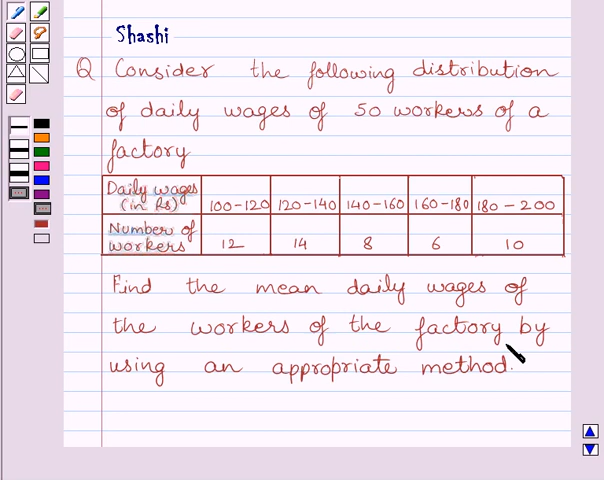 Shashi
Q Consider the following distribution
of daily wages of 50 workers of a
factory
Daily wages (in Rs) 100-120 120-140 140-160 160-180 180-200
Number of workers 12 14 8 6 10
Find the mean daily wages of
the workers of the factory by
using an appropriate method.